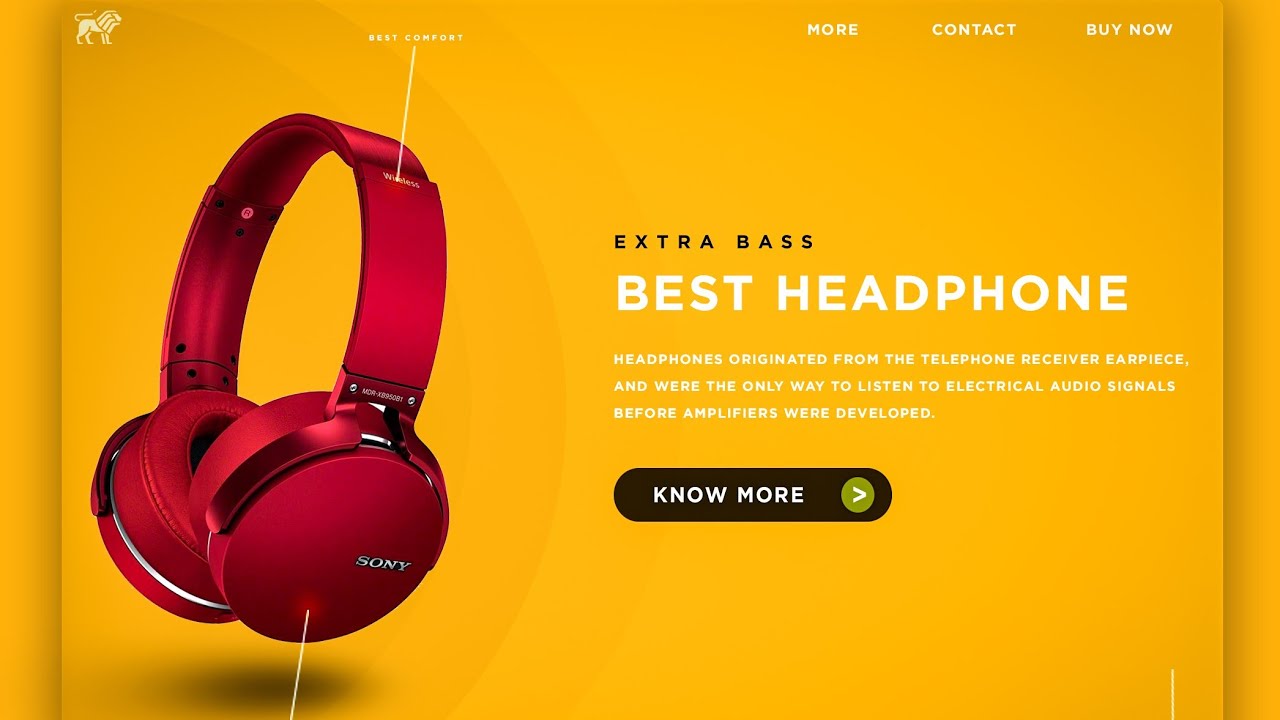 MORE
CONTACT
BUY NOW
BEST COMFORT
Wireless
R
EXTRA BASS
BEST HEADPHONE
HEADPHONES ORIGINATED FROM THE TELEPHONE RECEIVER EARPIECE,
AND WERE THE ONLY WAY TO LISTEN TO ELECTRICAL AUDIO SIGNALS
BEFORE AMPLIFIERS WERE DEVELOPED.
MDR-XB950B1
KNOW MORE >
SONY